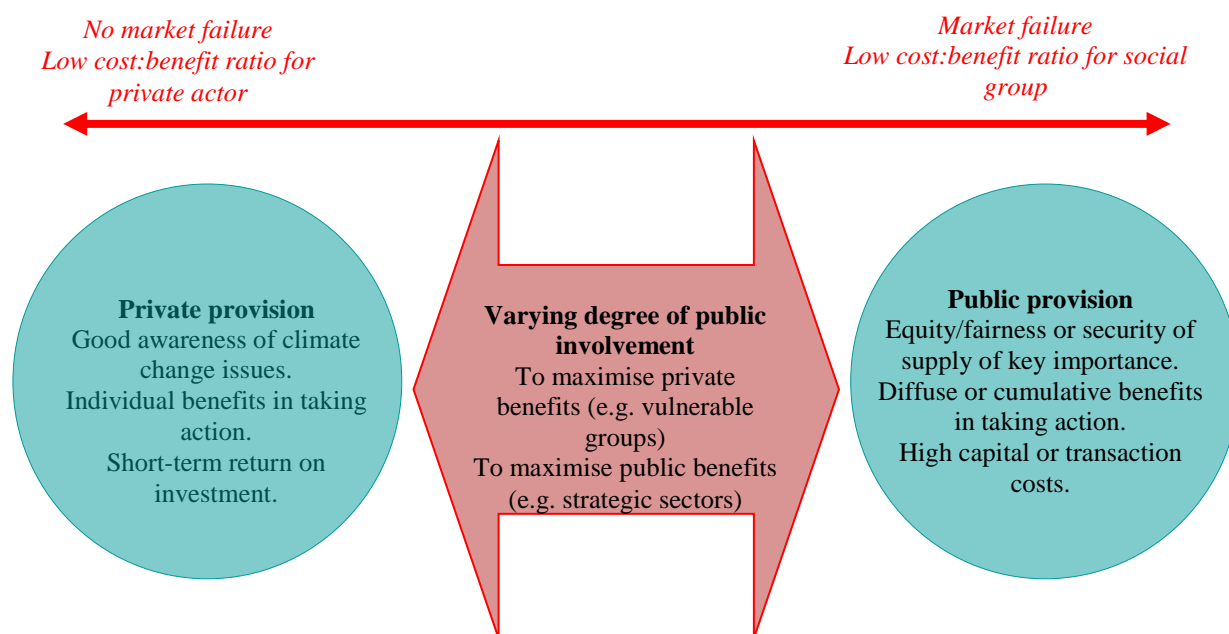 No market failure
Low cost:benefit ratio for
private actor
Market failure
Low cost:benefit ratio for social
group
Private provision
Good awareness of climate
change issues.
Individual benefits in taking
action.
Short-term return on
investment.
Varying degree of public
involvement
To maximise private
benefits (e.g. vulnerable
groups)
To maximise public benefits
(e.g. strategic sectors)
Public provision
Equity/fairness or security of
supply of key importance.
Diffuse or cumulative benefits
in taking action.
High capital or transaction
costs.